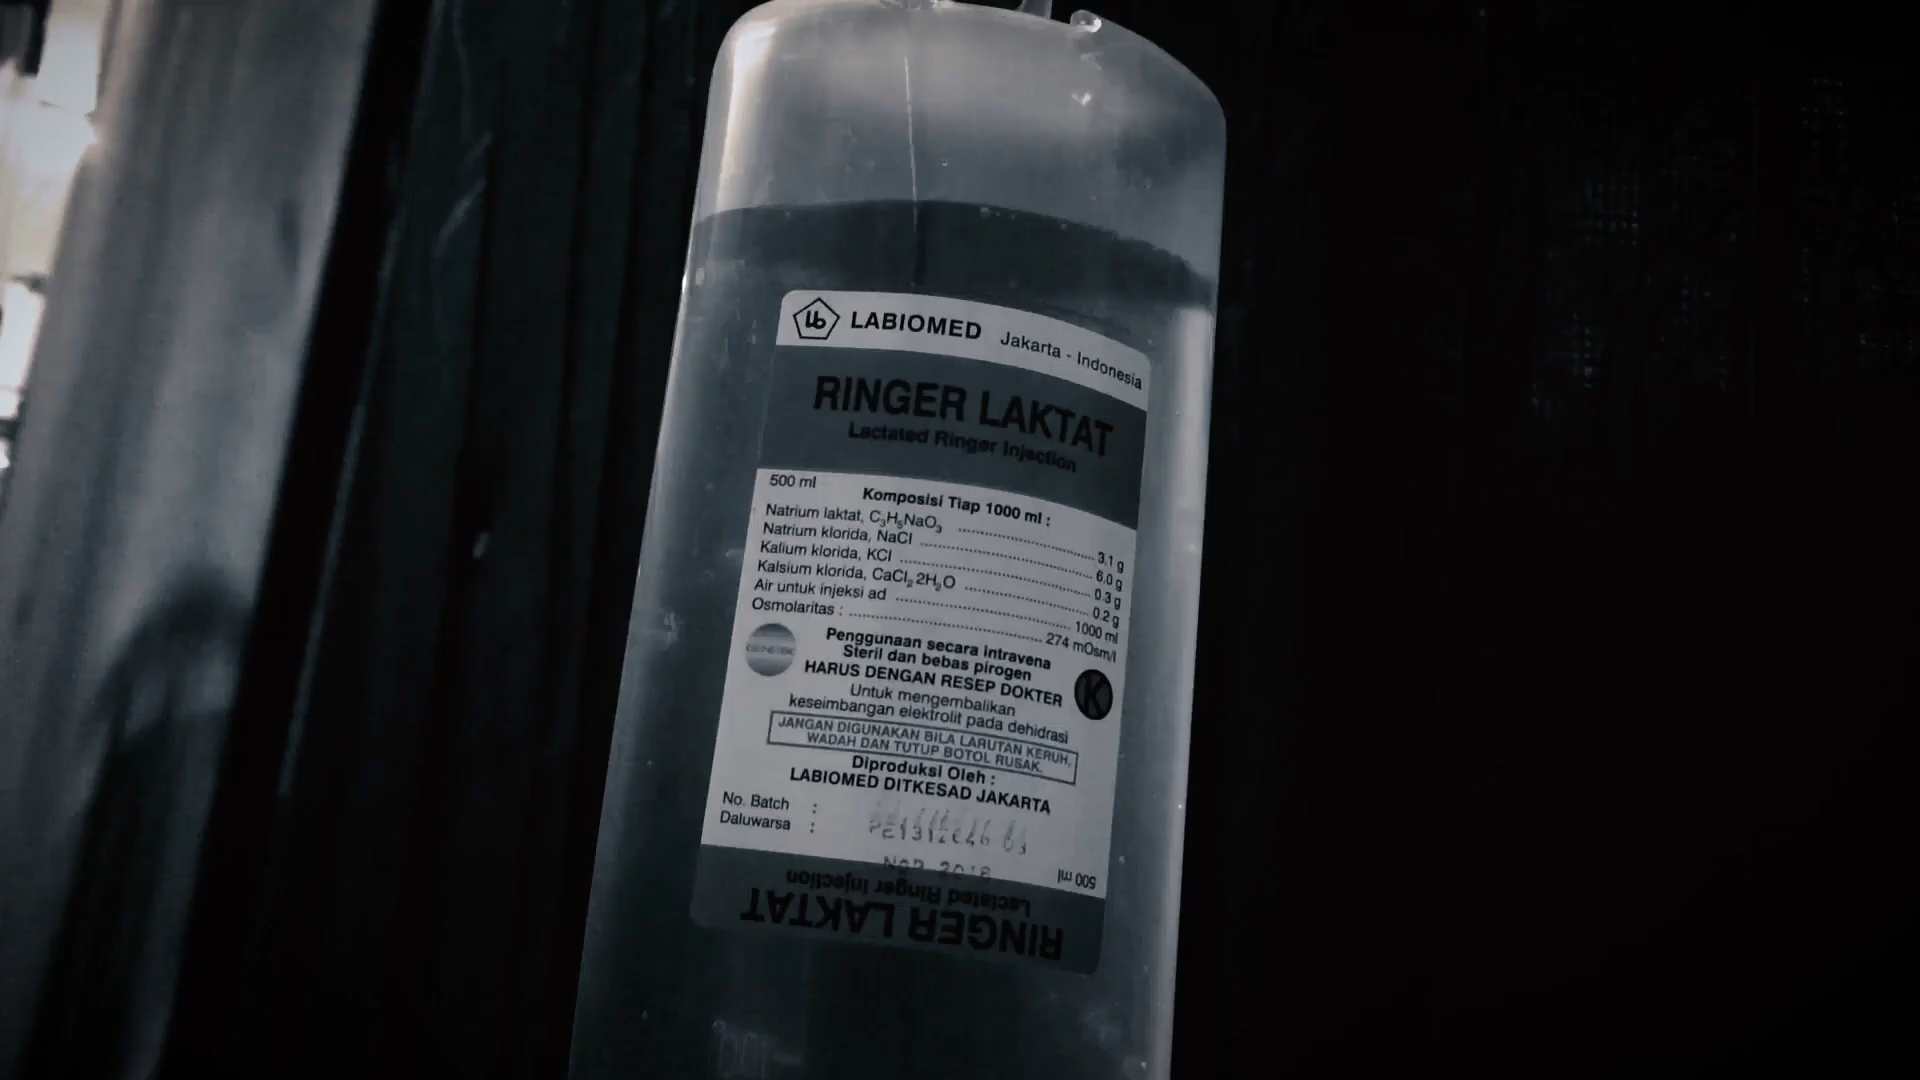 LABIOMED Jakarta - Indonesia
RINGER LAKTAT
Lactated Ringer Injection
500 ml
Komposisi Tiap 1000 ml :
Natrium laktat, C₃H₅NaO₃ 3,1 g
Natrium klorida, NaCl 6,0 g
Kalium klorida, KCl 0,3 g
Kalsium klorida, CaCl₂ 2H₂O 0,2 g
Air untuk injeksi ad 1000 ml
Osmolaritas : 274 mOsm/l
GENERIK
Penggunaan secara intravena
Steril dan bebas pirogen
HARUS DENGAN RESEP DOKTER
K
Untuk mengembalikan
keseimbangan elektrolit pada dehidrasi
JANGAN DIGUNAKAN BILA LARUTAN KERUH,
WADAH DAN TUTUP BOTOL RUSAK.
Diproduksi Oleh :
LABIOMED DITKESAD JAKARTA
No. Batch :
Daluwarsa :
500 ml
Lactated Ringer Injection
RINGER LAKTAT